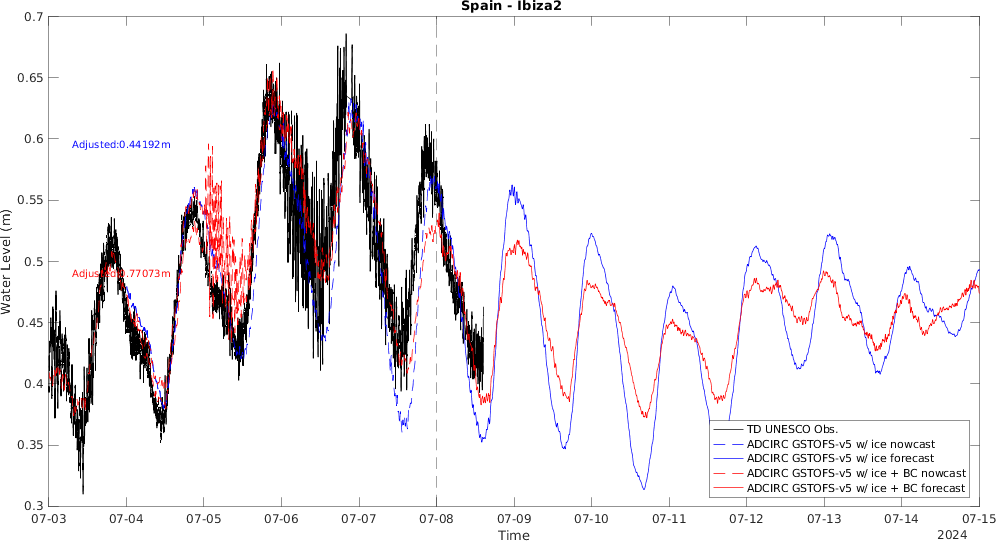 Spain - Ibiza2
0.7
0.65
0.6
0.55
0.5
0.45
0.4
0.35
0.3
Water Level (m)
Adjusted:0.44192m
Adjusted:0.77073m
TD UNESCO Obs.
ADCIRC GSTOFS-v5 w/ ice nowcast
ADCIRC GSTOFS-v5 w/ ice forecast
ADCIRC GSTOFS-v5 w/ ice + BC nowcast
ADCIRC GSTOFS-v5 w/ ice + BC forecast
07-03 07-04 07-05 07-06 07-07 07-08 07-09 07-10 07-11 07-12 07-13 07-14 07-15
Time
2024